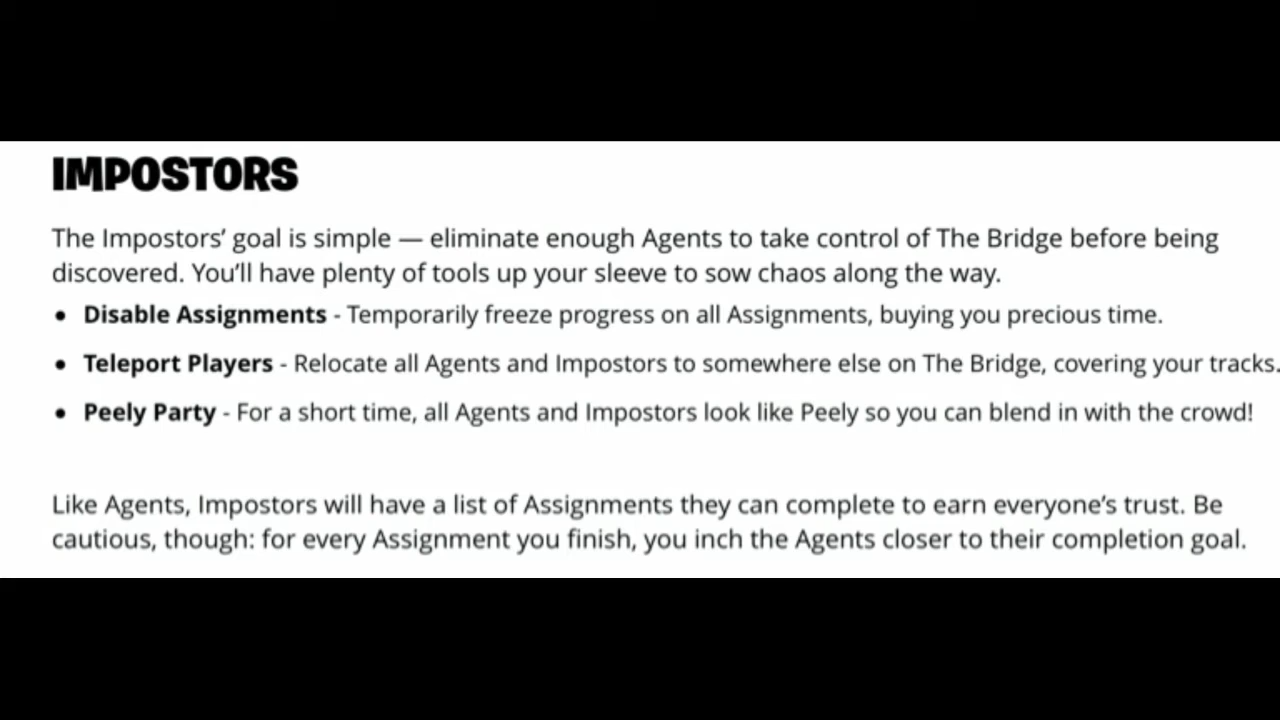 IMPOSTORS
The Impostors’ goal is simple — eliminate enough Agents to take control of The Bridge before being
discovered. You’ll have plenty of tools up your sleeve to sow chaos along the way.
• Disable Assignments - Temporarily freeze progress on all Assignments, buying you precious time.
• Teleport Players - Relocate all Agents and Impostors to somewhere else on The Bridge, covering your tracks.
• Peely Party - For a short time, all Agents and Impostors look like Peely so you can blend in with the crowd!
Like Agents, Impostors will have a list of Assignments they can complete to earn everyone’s trust. Be
cautious, though: for every Assignment you finish, you inch the Agents closer to their completion goal.